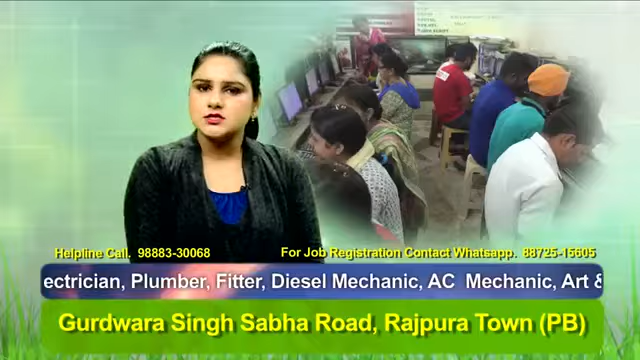 Helpline Call. 98883-30068
For Job Registration Contact Whatsapp. 88725-15605
ectrician, Plumber, Fitter, Diesel Mechanic, AC Mechanic, Art &
Gurdwara Singh Sabha Road, Rajpura Town (PB)